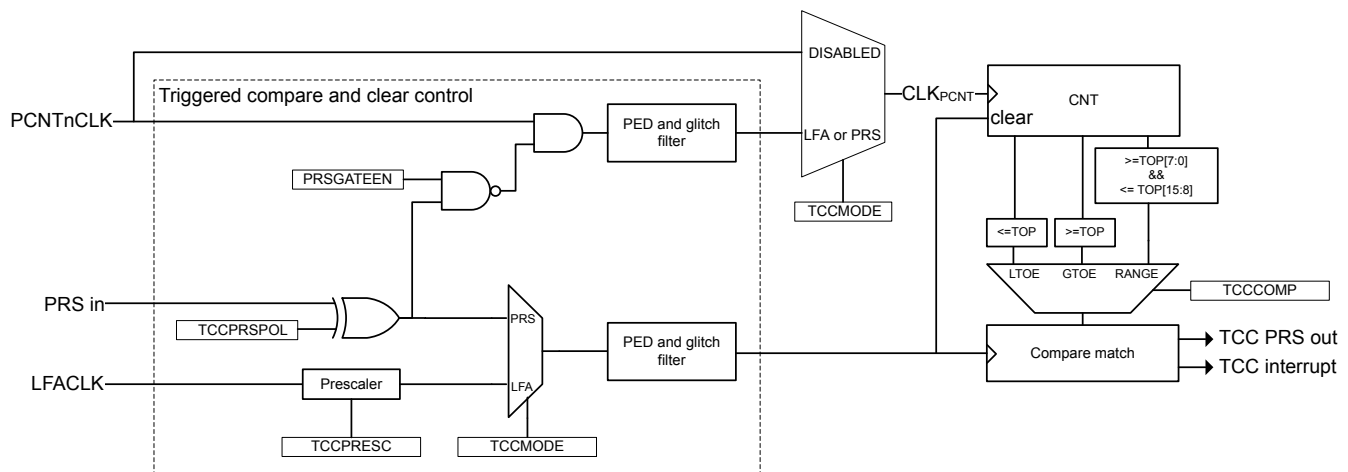 DISABLED
Triggered compare and clear control
PCNTnCLK
CLKPCNT
CNT
clear
PED and glitch
filter
LFA or PRS
>=TOP[7:0]
&&
<= TOP[15:8]
PRSGATEEN
TCCMODE
<=TOP
>=TOP
LTOE
GTOE
RANGE
TCCCOMP
PRS in
TCCPRSPOL
PRS
PED and glitch
filter
Compare match
TCC PRS out
TCC interrupt
LFACLK
Prescaler
LFA
TCCPRESC
TCCMODE